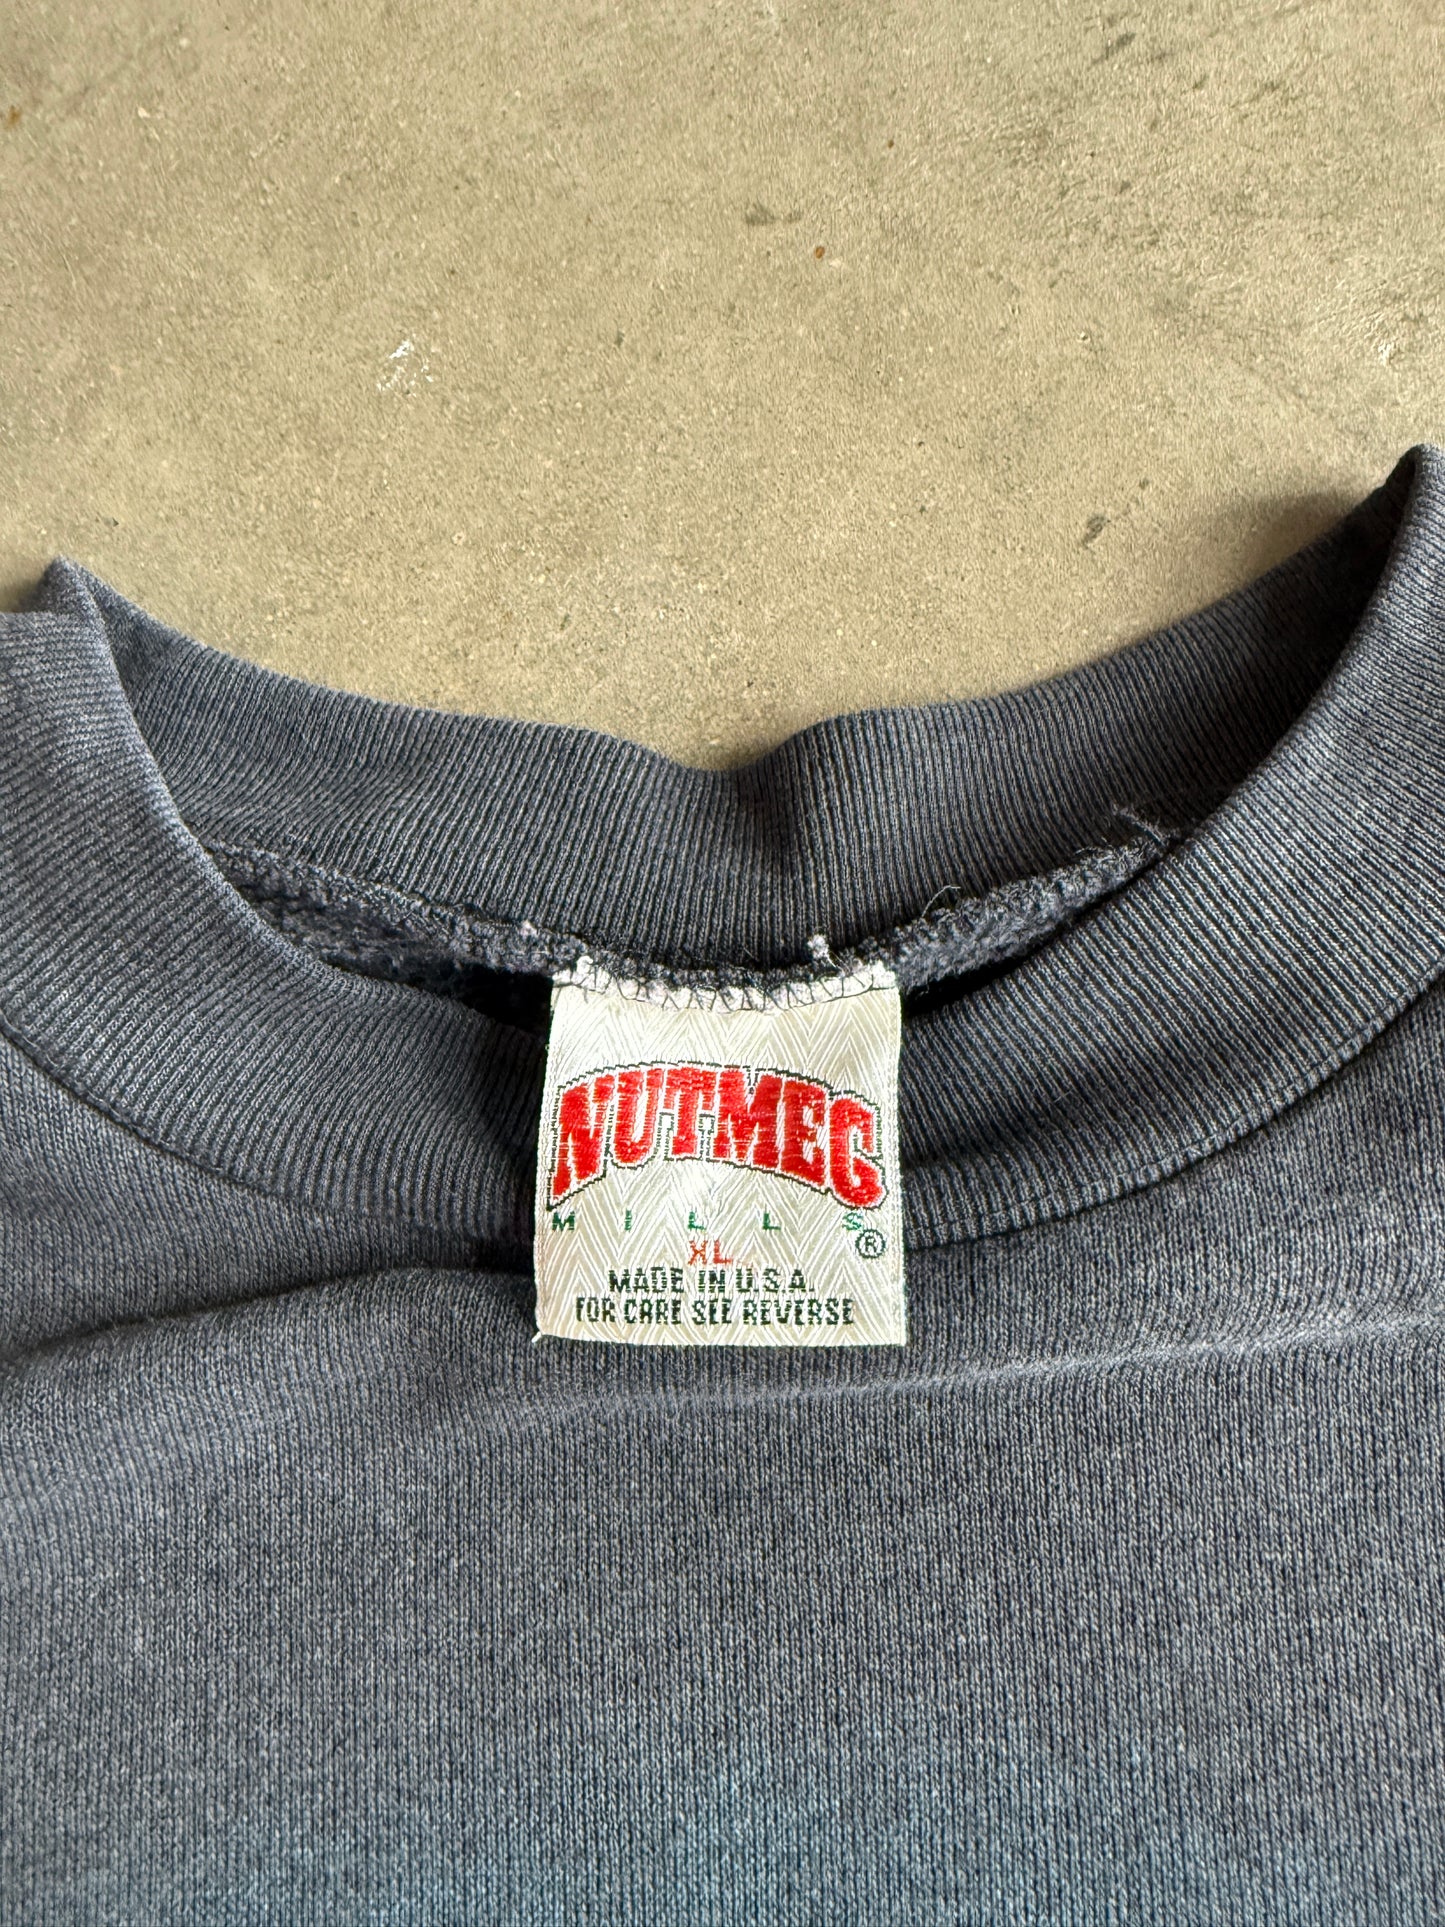 NUTMEG
MILLS®
XL
MADE IN U.S.A.
FOR CARE SEE REVERSE